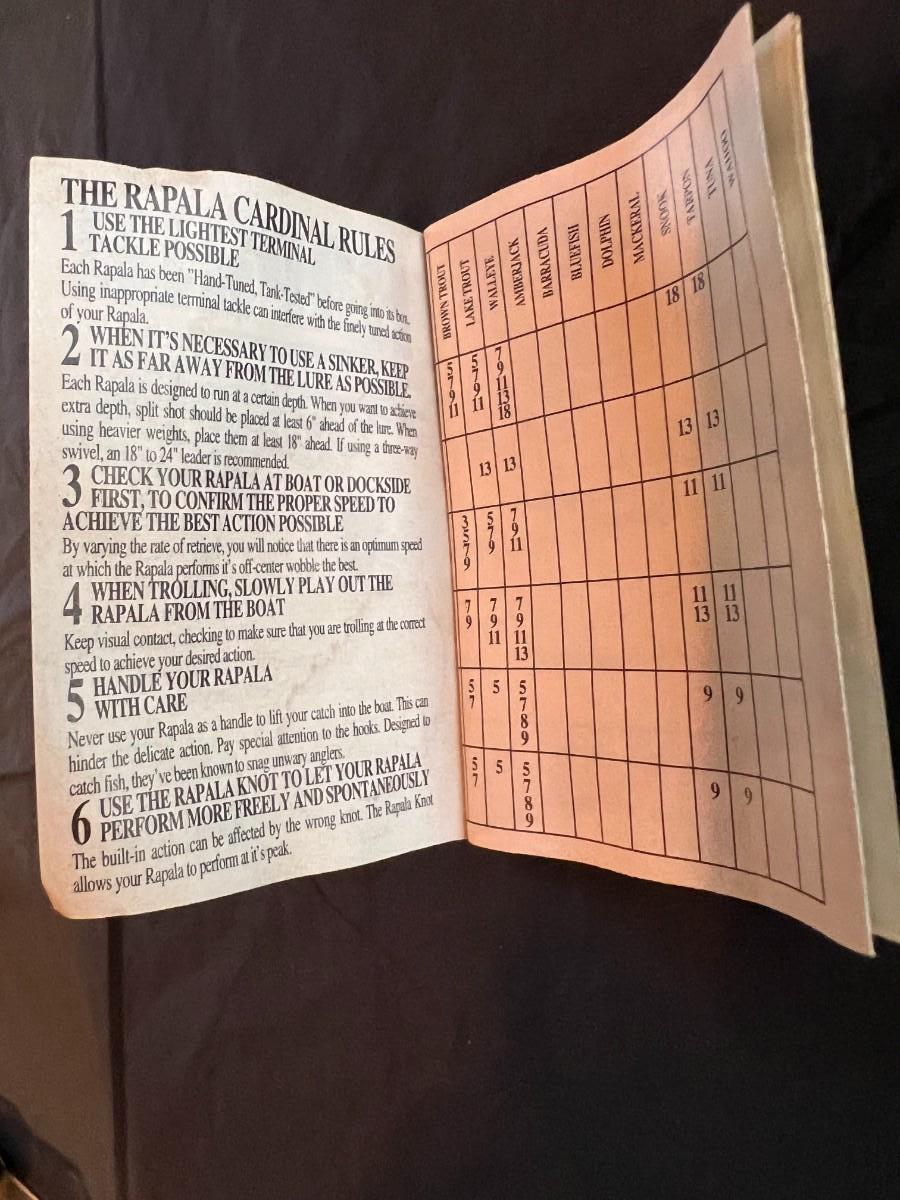 THE RAPALA CARDINAL RULES
1 USE THE LIGHTEST TERMINAL
TACKLE POSSIBLE
Each Rapala has been "Hand-Tuned, Tank-Tested" before going into its box.
Using inappropriate terminal tackle can interfere with the finely tuned action
of your Rapala.
2 WHEN IT'S NECESSARY TO USE A SINKER, KEEP
IT AS FAR AWAY FROM THE LURE AS POSSIBLE.
Each Rapala is designed to run at a certain depth. When you want to achieve
extra depth, split shot should be placed at least 6" ahead of the lure. When
using heavier weights, place them at least 18" ahead. If using a three-way
swivel, an 18" to 24" leader is recommended.
3 CHECK YOUR RAPALA AT BOAT OR DOCKSIDE
FIRST, TO CONFIRM THE PROPER SPEED TO
ACHIEVE THE BEST ACTION POSSIBLE
By varying the rate of retrieve, you will notice that there is an optimum speed
at which the Rapala performs it's off-center wobble the best.
4 WHEN TROLLING, SLOWLY PLAY OUT THE
RAPALA FROM THE BOAT
Keep visual contact, checking to make sure that you are trolling at the correct
speed to achieve your desired action.
5 HANDLE YOUR RAPALA
WITH CARE
Never use your Rapala as a handle to lift your catch into the boat. This can
hinder the delicate action. Pay special attention to the hooks. Designed to
catch fish, they've been known to snag unwary anglers.
6 USE THE RAPALA KNOT TO LET YOUR RAPALA
PERFORM MORE FREELY AND SPONTANEOUSLY
The built-in action can be affected by the wrong knot. The Rapala Knot
allows your Rapala to perform at it's peak.
BROWN TROUT
LAKE TROUT
WALLEYE
AMBERJACK
BARRACUDA
BLUEFISH
DOLPHIN
MACKERAL
SNOOK
TARPON
TUNA
WAHOO
5 5 7 18 18
7 7 9
9 9 11
11 11 13
18
13 13 13 13
3 5 7 11 11
5 7 9
7 9 11
9
7 7 7 11 11
9 9 9 13 13
11 11
13
5 5 5 9 9
7 7
8
9
5 5 5 9 9
7 7
8
9